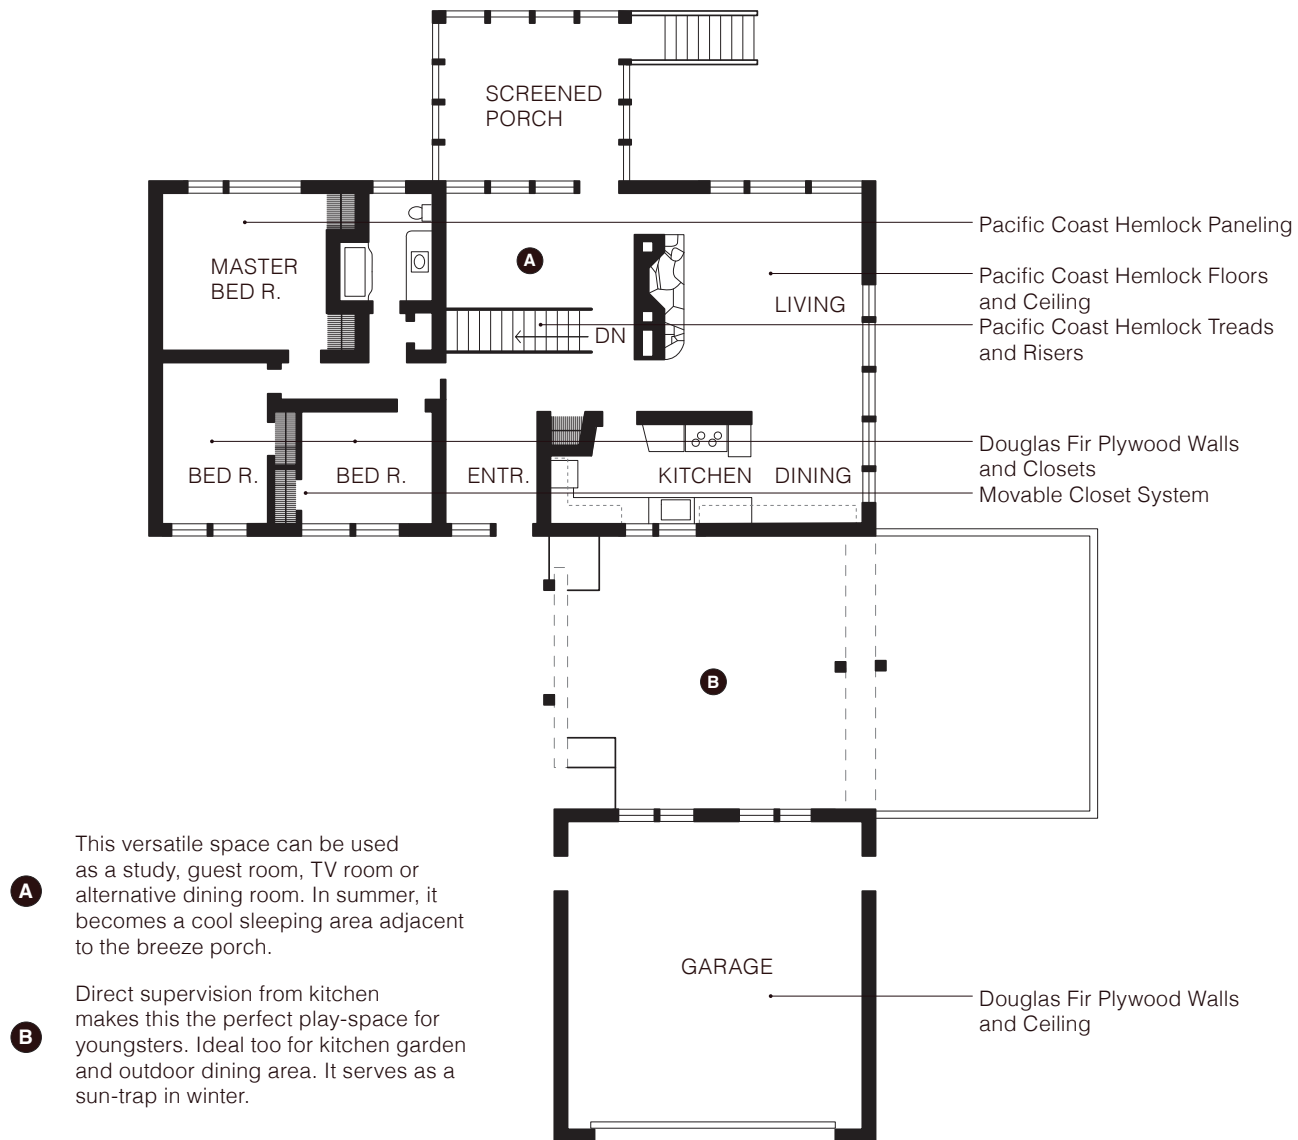 SCREENED
PORCH
Pacific Coast Hemlock Paneling
MASTER
BED R.
A
Pacific Coast Hemlock Floors
and Ceiling
LIVING
Pacific Coast Hemlock Treads
and Risers
DN
Douglas Fir Plywood Walls
and Closets
BED R.
BED R.
ENTR.
KITCHEN
DINING
Movable Closet System
B
A
This versatile space can be used
as a study, guest room, TV room or
alternative dining room. In summer, it
becomes a cool sleeping area adjacent
to the breeze porch.
B
Direct supervision from kitchen
makes this the perfect play-space for
youngsters. Ideal too for kitchen garden
and outdoor dining area. It serves as a
sun-trap in winter.
GARAGE
Douglas Fir Plywood Walls
and Ceiling